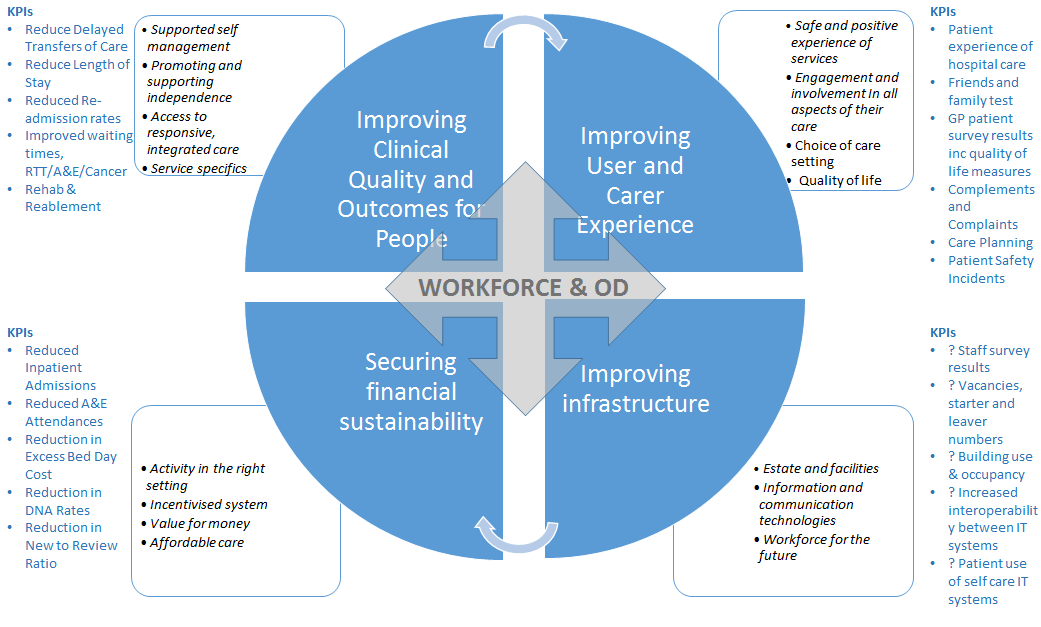 KPIs
• Reduce Delayed
Transfers of Care
• Reduce Length of
Stay
• Reduced Re-
admission rates
• Improved waiting
times,
RTT/A&E/Cancer
• Rehab &
Reablement
• Supported self
management
• Promoting and
supporting
independence
• Access to
responsive,
integrated care
• Service specifics
Improving
Clinical
Quality and
Outcomes for
People
Improving
User and
Carer
Experience
• Safe and positive
experience of
services
• Engagement and
involvement In all
aspects of their
care
• Choice of care
setting
• Quality of life
KPIs
• Patient
experience of
hospital care
• Friends and
family test
• GP patient
survey results
inc quality of
life measures
• Complements
and
Complaints
• Care Planning
• Patient Safety
Incidents
WORKFORCE & OD
KPIs
• Reduced
Inpatient
Admissions
• Reduced A&E
Attendances
• Reduction in
Excess Bed Day
Cost
• Reduction in
DNA Rates
• Reduction in
New to Review
Ratio
• Activity in the right
setting
• Incentivised system
• Value for money
• Affordable care
Securing
financial
sustainability
Improving
infrastructure
• Estate and facilities
• Information and
communication
technologies
• Workforce for the
future
KPIs
• ? Staff survey
results
• ? Vacancies,
starter and
leaver
numbers
• ? Building use
& occupancy
• ? Increased
interoperabilit
y between IT
systems
• ? Patient use
of self care IT
systems